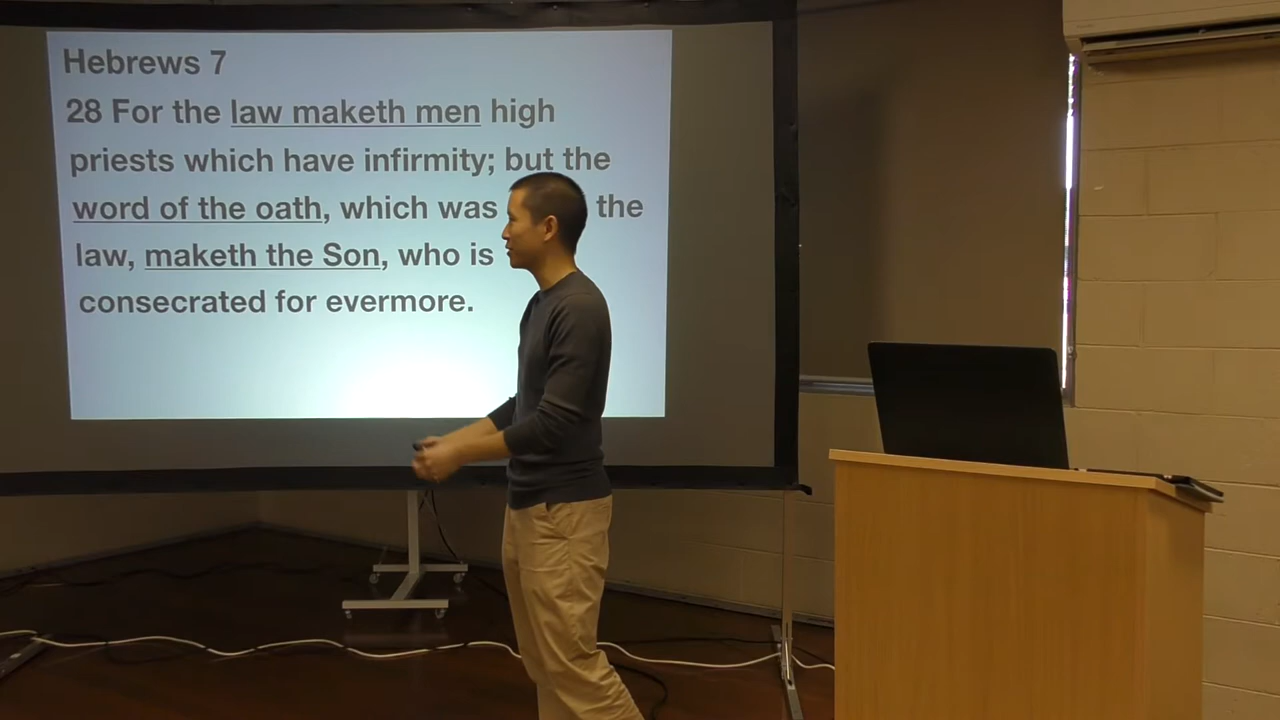 Hebrews 7
28 For the law maketh men high
priests which have infirmity; but the
word of the oath, which was the
law, maketh the Son, who is
consecrated for evermore.